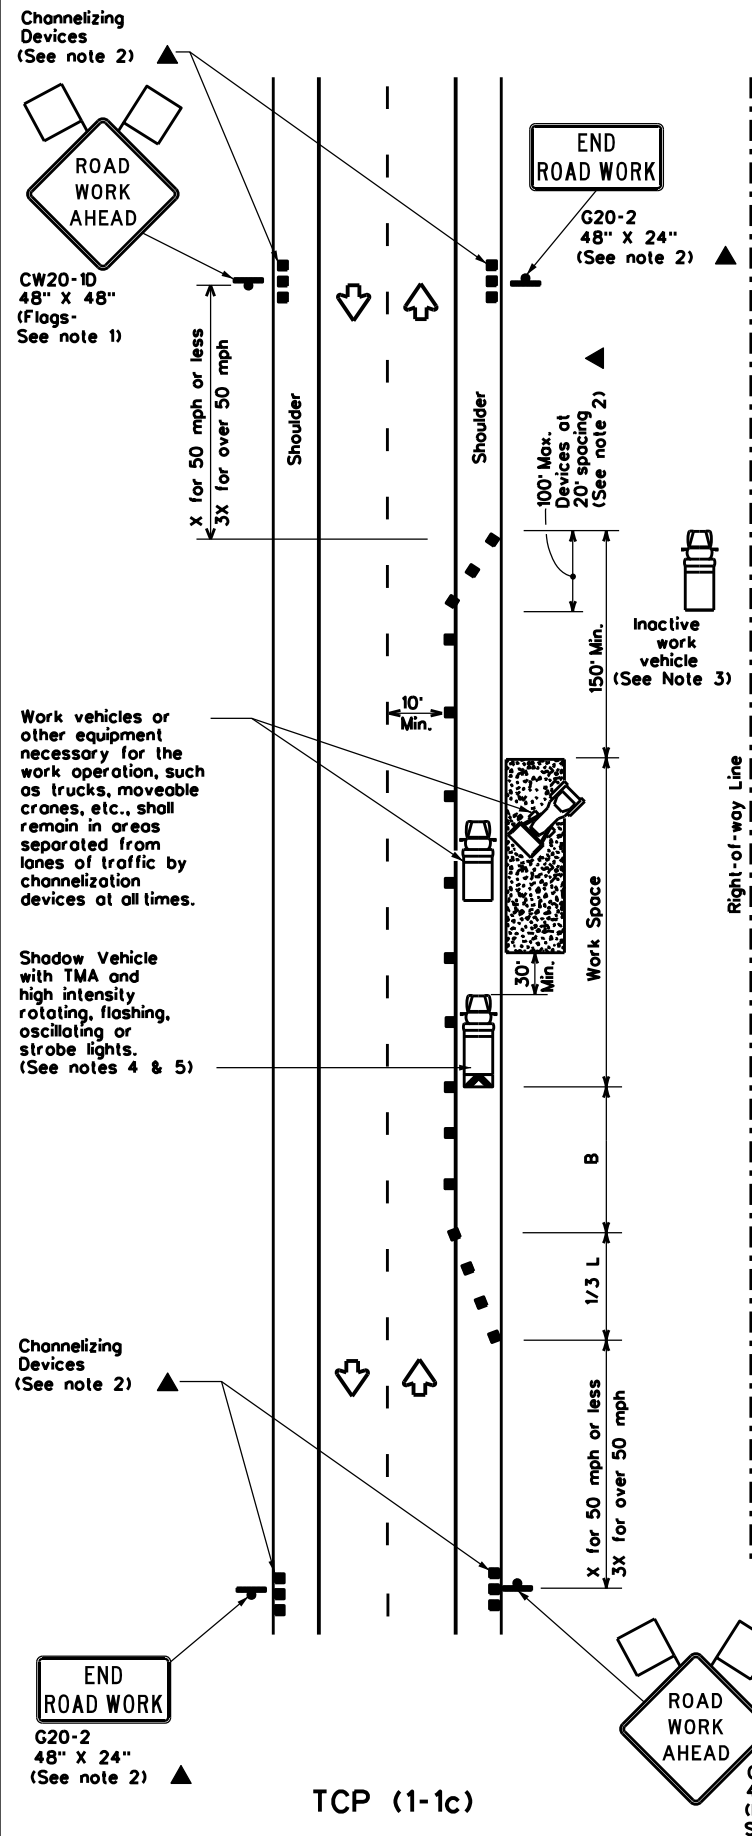 Channelizing
Devices
(See note 2)
ROAD
WORK
AHEAD
END
ROAD WORK
G20-2
48" X 24"
(See note 2)
CW20-1D
48" X 48"
(Flags-
See note 1)
X for 50 mph or less
3X for over 50 mph
Shoulder
Shoulder
100' Max.
Devices at
20' spacing
(See note 2)
150' Min.
Inactive
work
vehicle
(See Note 3)
10'
Min.
Work vehicles or
other equipment
necessary for the
work operation, such
as trucks, moveable
cranes, etc., shall
remain in areas
separated from
lanes of traffic by
channelization
devices at all times.
Right-of-way Line
Work Space
30'
Min.
Shadow Vehicle
with TMA and
high intensity
rotating, flashing,
oscillating or
strobe lights.
(See notes 4 & 5)
B
1/3 L
Channelizing
Devices
(See note 2)
X for 50 mph or less
3X for over 50 mph
END
ROAD WORK
G20-2
48" X 24"
(See note 2)
ROAD
WORK
AHEAD
TCP (1-1c)